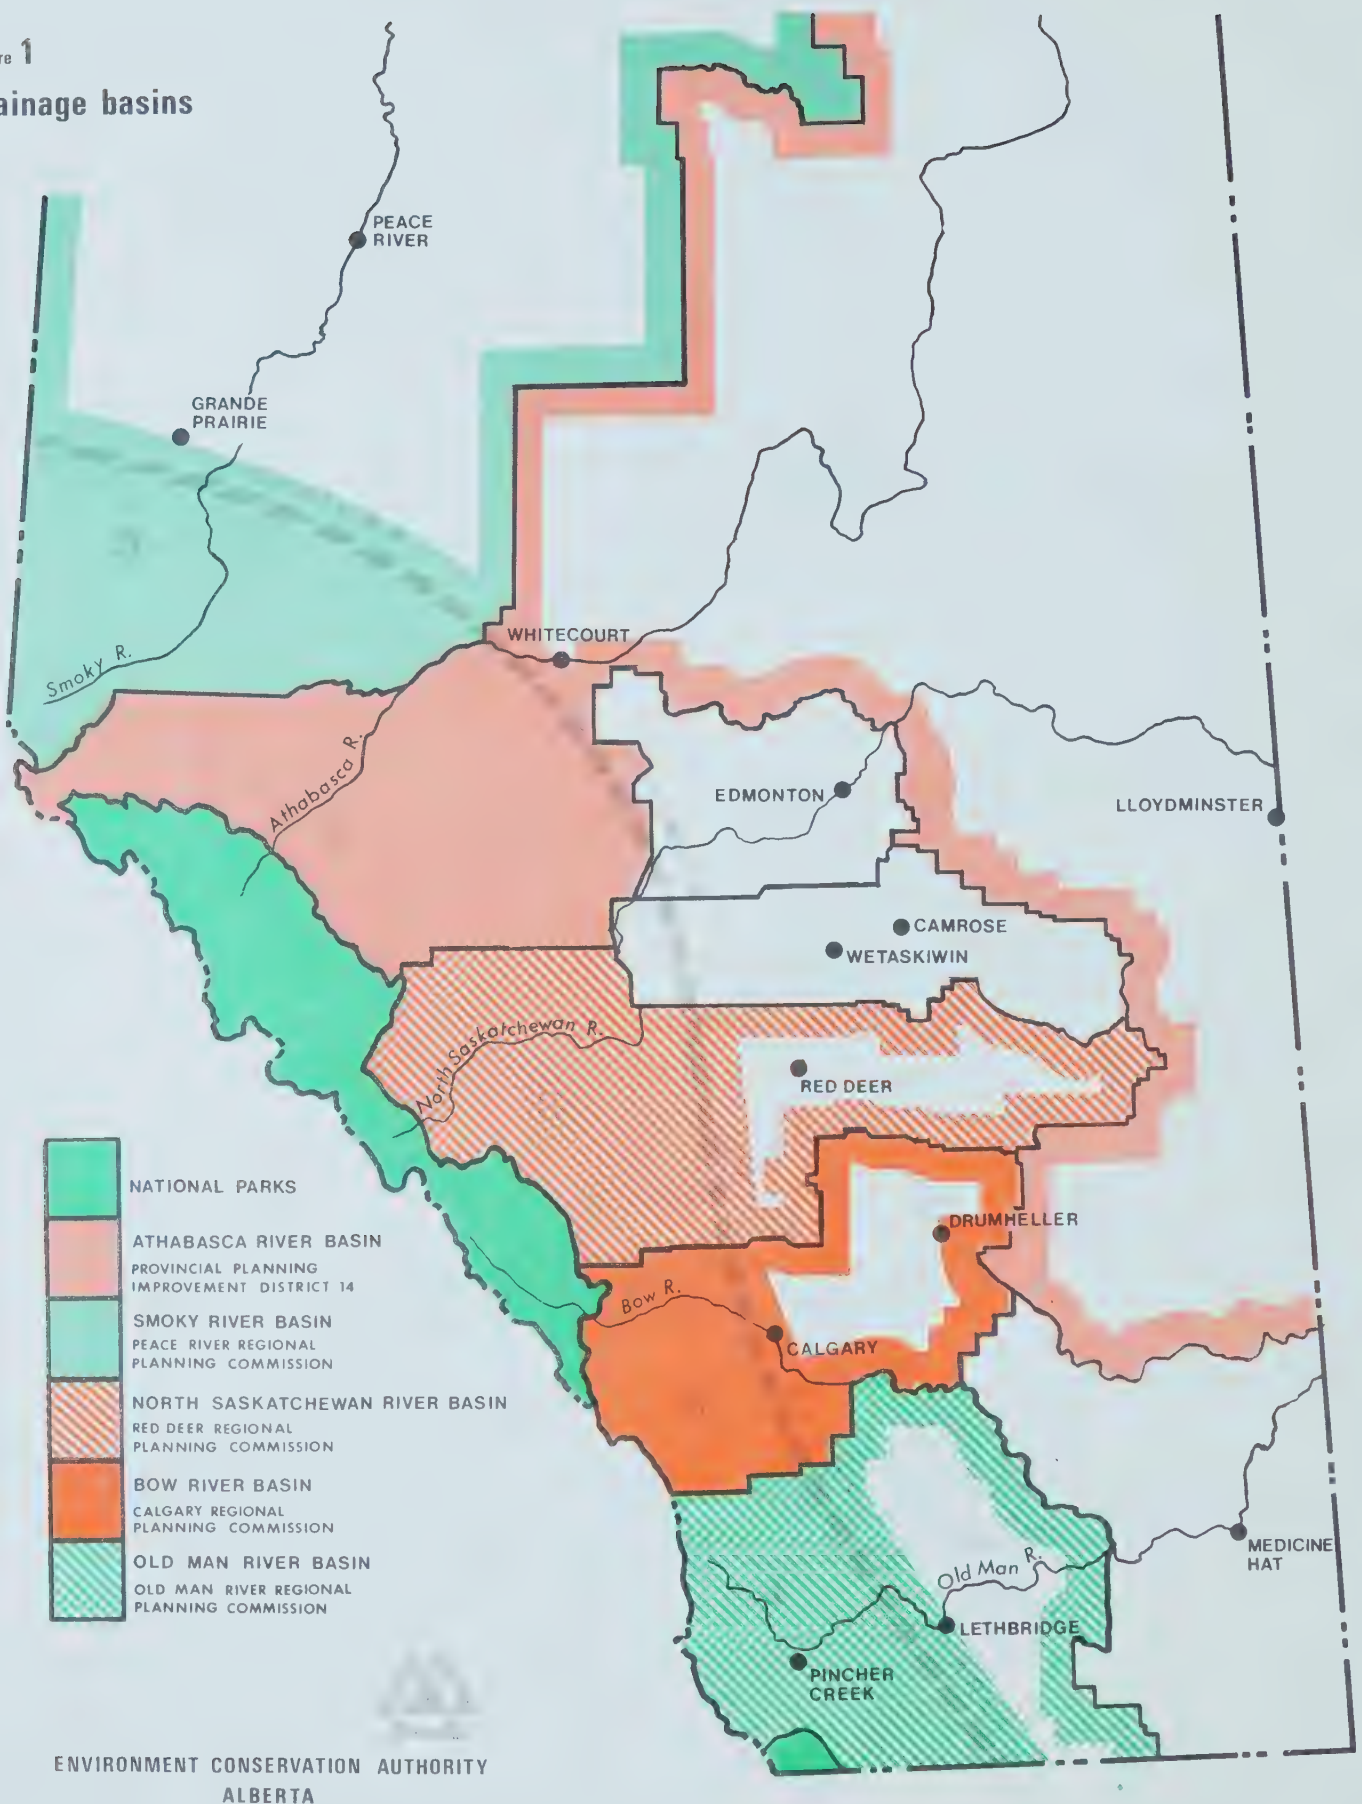 1
basins
PEACE
RIVER
GRANDE
PRAIRIE
WHITECOURT
Smoky R.
Athabasca R.
EDMONTON
LLOYDMINSTER
CAMROSE
WETASKIWIN
North Saskatchewan R.
RED DEER
DRUMHELLER
Bow R.
CALGARY
MEDICINE
HAT
Old Man R.
LETHBRIDGE
PINCHER
CREEK
NATIONAL PARKS
ATHABASCA RIVER BASIN
PROVINCIAL PLANNING
IMPROVEMENT DISTRICT 14
SMOKY RIVER BASIN
PEACE RIVER REGIONAL
PLANNING COMMISSION
NORTH SASKATCHEWAN RIVER BASIN
RED DEER REGIONAL
PLANNING COMMISSION
BOW RIVER BASIN
CALGARY REGIONAL
PLANNING COMMISSION
OLD MAN RIVER BASIN
OLD MAN RIVER REGIONAL
PLANNING COMMISSION
ENVIRONMENT CONSERVATION AUTHORITY
ALBERTA